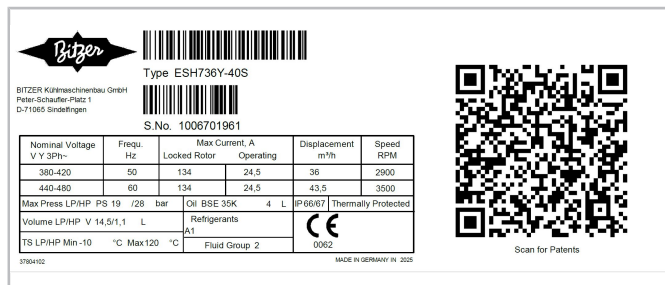 Bitzer
Type ESH736Y-40S
BITZER Kühlmaschinenbau GmbH
Peter-Schaufler-Platz 1
D-71065 Sindelfingen
S.No. 1006701961
Nominal Voltage V Y 3Ph~ Frequ. Hz Max Current, A Locked Rotor Operating Displacement m³/h Speed RPM
380-420 50 134 24,5 36 2900
440-480 60 134 24,5 43,5 3500
Max Press LP/HP PS 19 /28 bar Oil BSE 35K 4 L IP66/67 Thermally Protected
Volume LP/HP V 14,5/1,1 L Refrigerants
A1
TS LP/HP Min -10 °C Max 120 °C Fluid Group 2 CE 0062
Scan for Patents
37804102 MADE IN GERMANY IN 2025